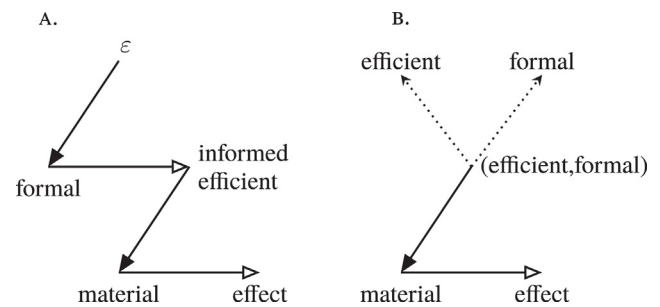 A.
ε
formal
informed
efficient
material
effect
B.
efficient
formal
(efficient,formal)
material
effect